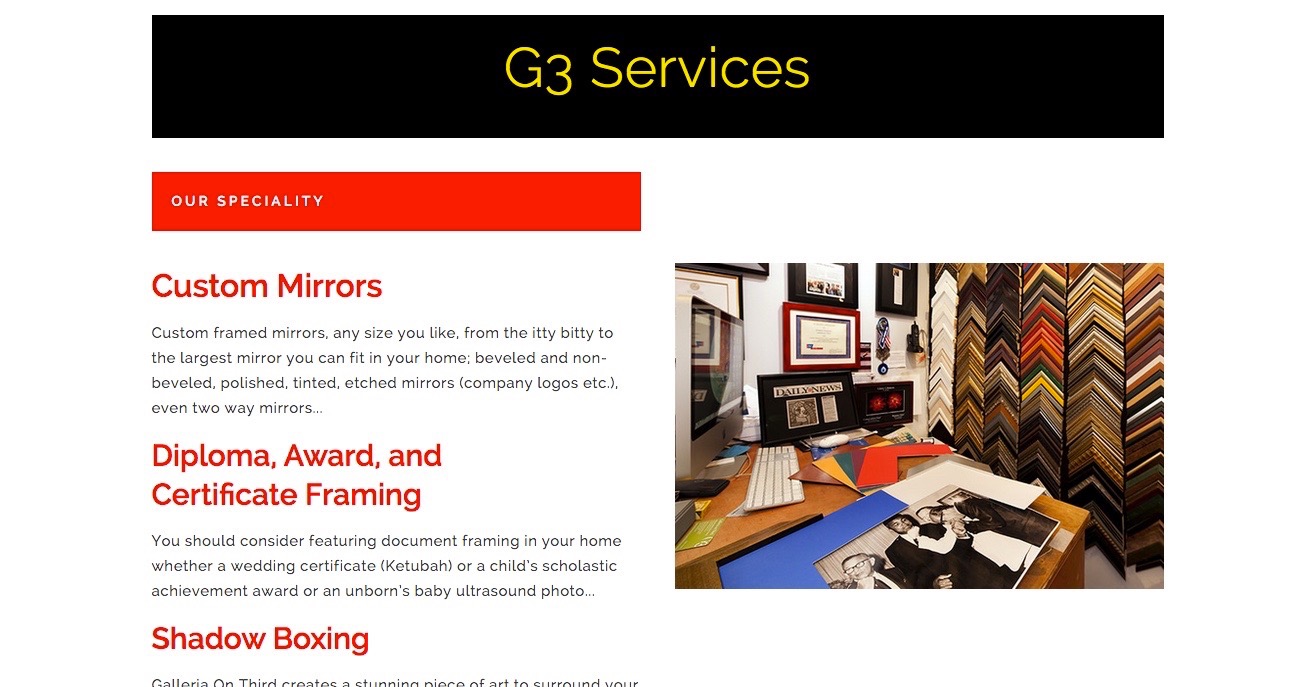 G3 Services
OUR SPECIALITY
Custom Mirrors
Custom framed mirrors, any size you like, from the itty bitty to
the largest mirror you can fit in your home; beveled and non-
beveled, polished, tinted, etched mirrors (company logos etc.),
even two way mirrors...
Diploma, Award, and
Certificate Framing
You should consider featuring document framing in your home
whether a wedding certificate (Ketubah) or a child's scholastic
achievement award or an unborn's baby ultrasound photo...
Shadow Boxing
Galleria On Third creates a stunning piece of art to surround your
DAILY NEWS